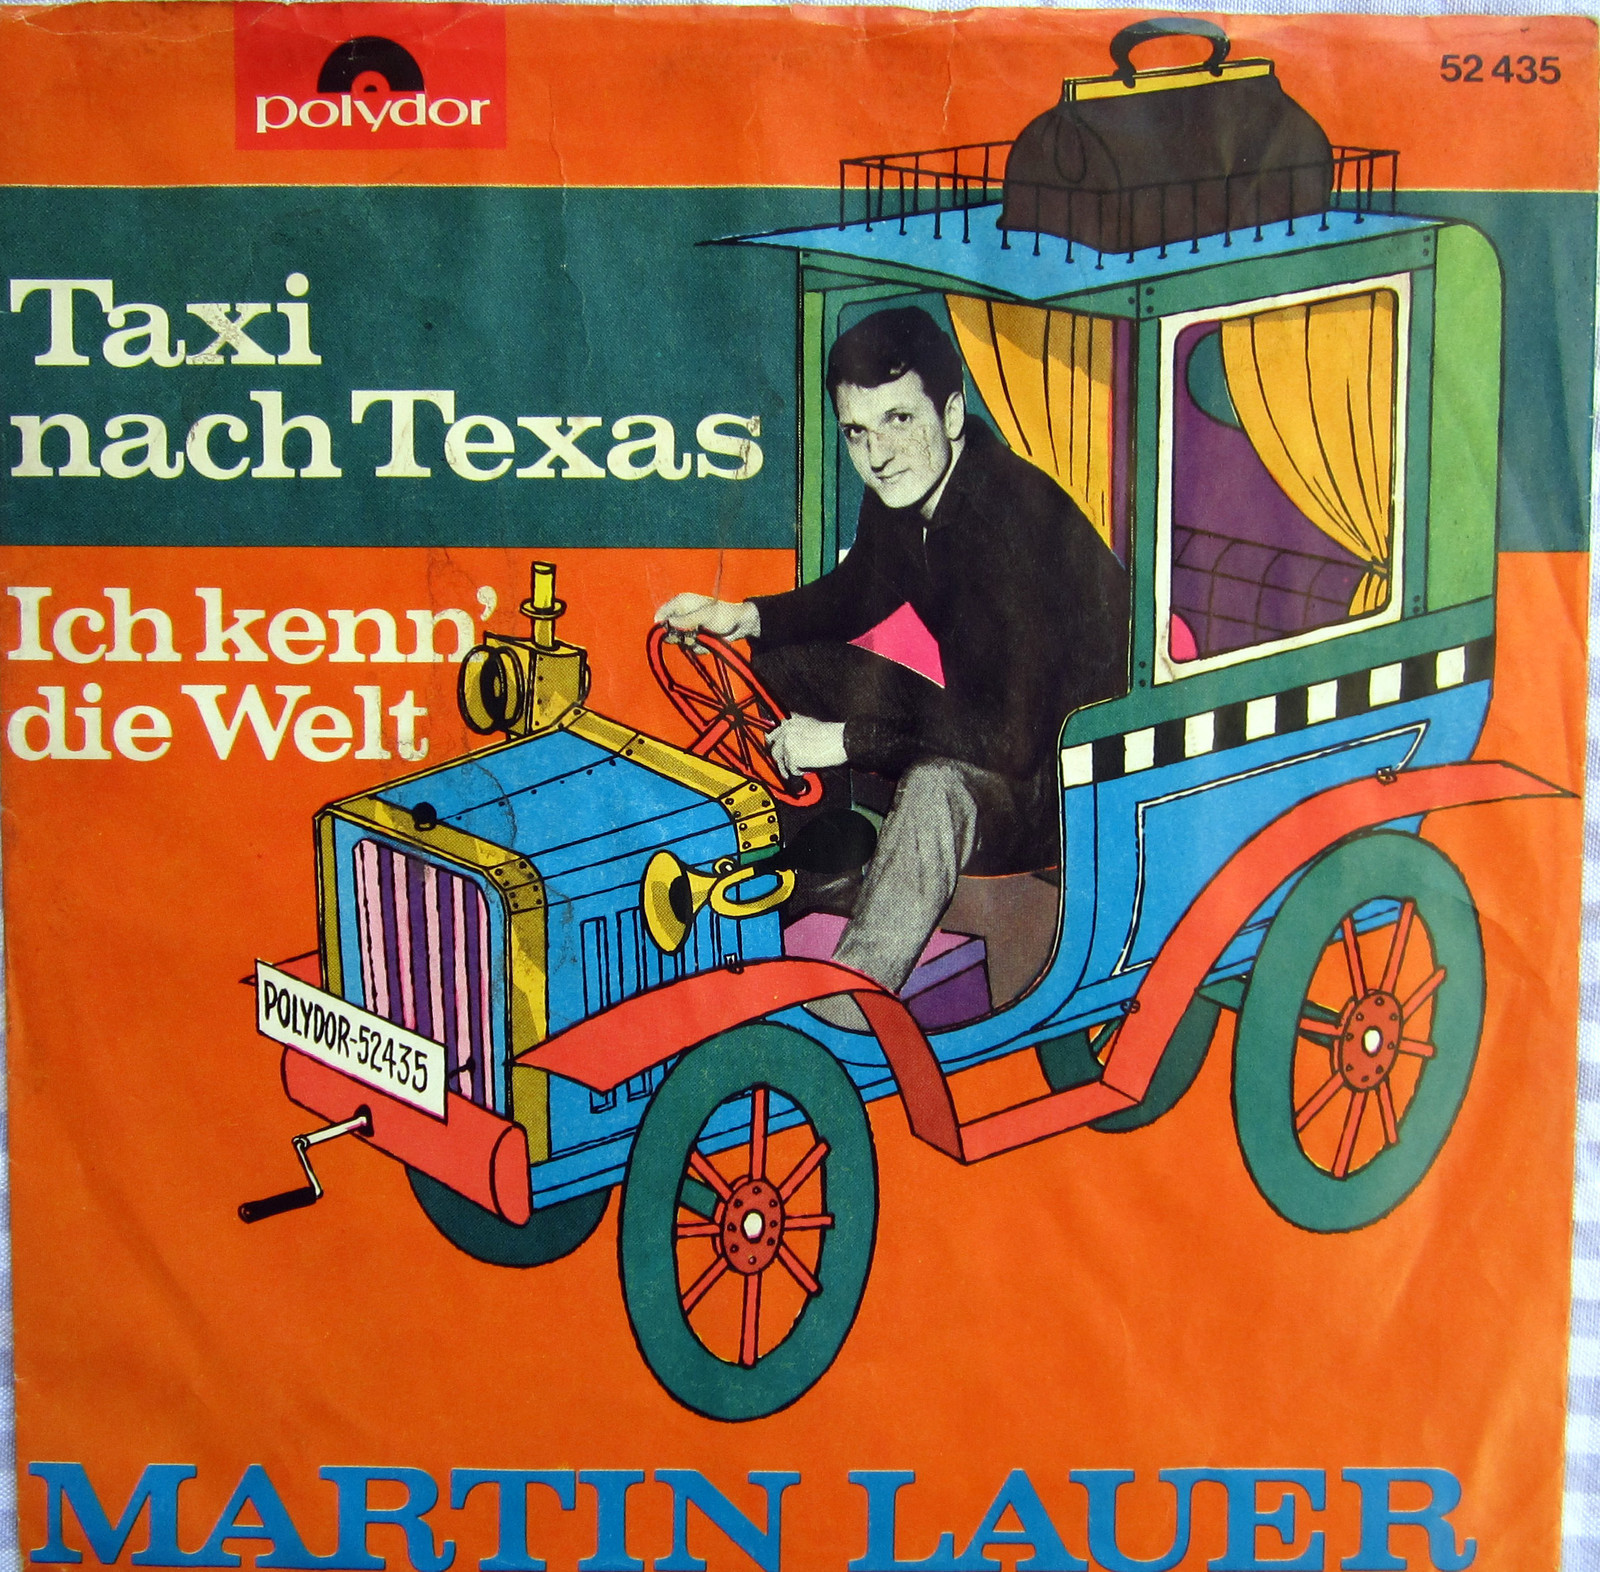 polydor
52 435
Taxi
nach Texas
Ich kenn'
die Welt
POLYDOR-52435
MARTIN LAUER